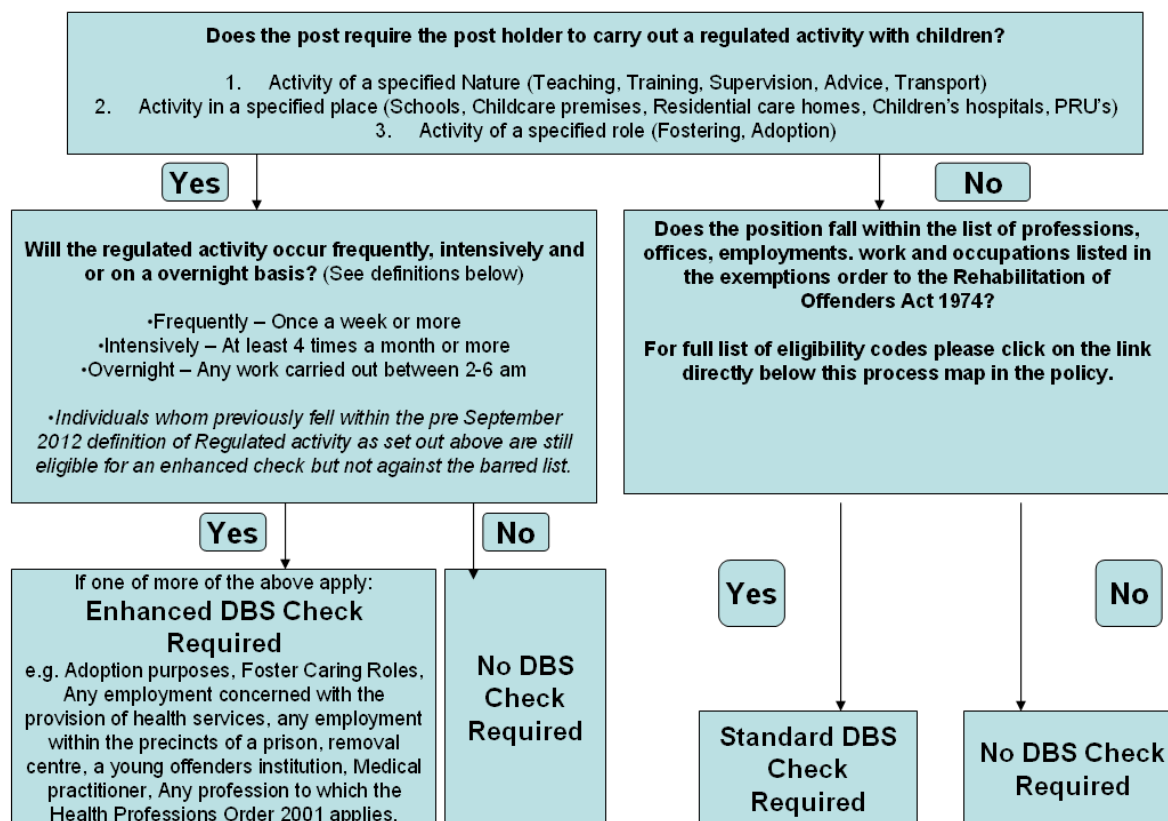 Does the post require the post holder to carry out a regulated activity with children?
1. Activity of a specified Nature (Teaching, Training, Supervision, Advice, Transport)
2. Activity in a specified place (Schools, Childcare premises, Residential care homes, Children's hospitals, PRU's)
3. Activity of a specified role (Fostering, Adoption)
Yes
No
Will the regulated activity occur frequently, intensively and
or on a overnight basis? (See definitions below)
•Frequently – Once a week or more
•Intensively – At least 4 times a month or more
•Overnight – Any work carried out between 2-6 am
•Individuals whom previously fell within the pre September
2012 definition of Regulated activity as set out above are still
eligible for an enhanced check but not against the barred list.
Does the position fall within the list of professions,
offices, employments. work and occupations listed
in the exemptions order to the Rehabilitation of
Offenders Act 1974?
For full list of eligibility codes please click on the link
directly below this process map in the policy.
Yes
No
Yes
No
If one of more of the above apply:
Enhanced DBS Check
Required
e.g. Adoption purposes, Foster Caring Roles,
Any employment concerned with the
provision of health services, any employment
within the precincts of a prison, removal
centre, a young offenders institution, Medical
practitioner, Any profession to which the
Health Professions Order 2001 applies.
No DBS
Check
Required
Standard DBS
Check
Required
No DBS Check
Required